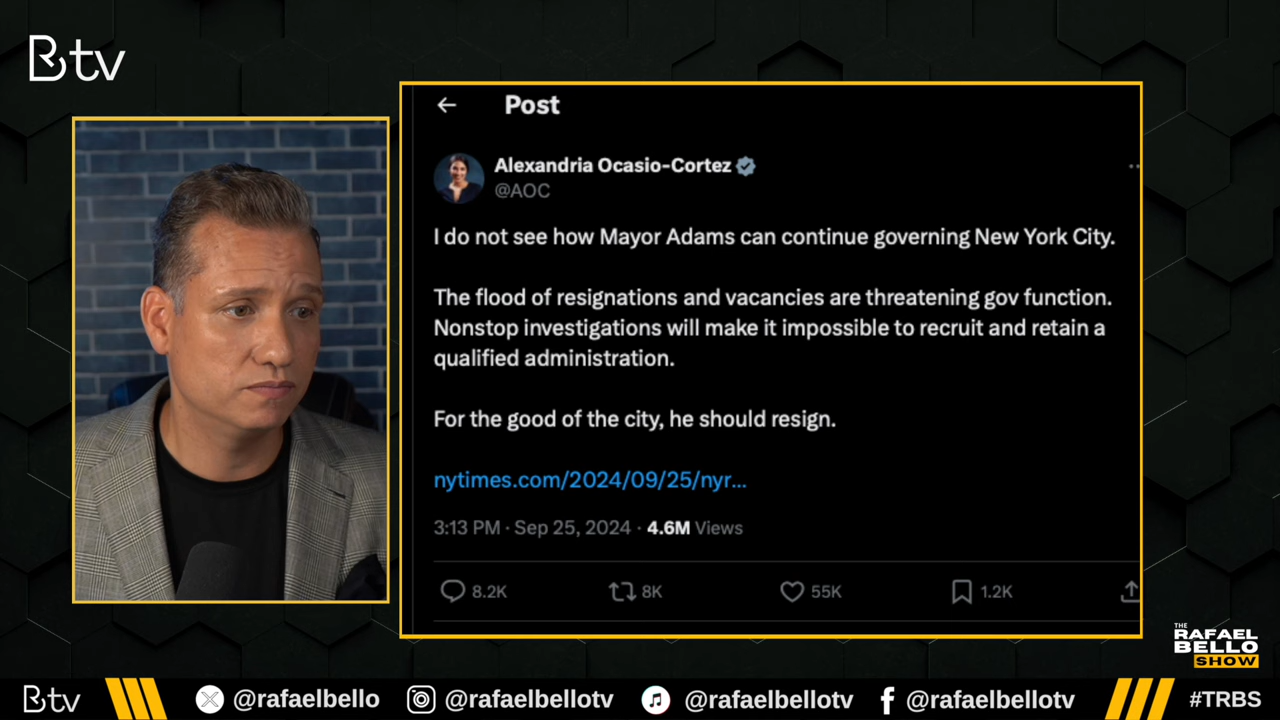 Btv
Post
Alexandria Ocasio-Cortez
@AOC
I do not see how Mayor Adams can continue governing New York City.
The flood of resignations and vacancies are threatening gov function.
Nonstop investigations will make it impossible to recruit and retain a
qualified administration.
For the good of the city, he should resign.
nytimes.com/2024/09/25/nyr...
3:13 PM · Sep 25, 2024 · 4.6M Views
8.2K 8K 55K 1.2K
THE
RAFAEL
BELLO
SHOW
Btv @rafaelbello @rafaelbellotv @rafaelbellotv @rafaelbellotv #TRBS